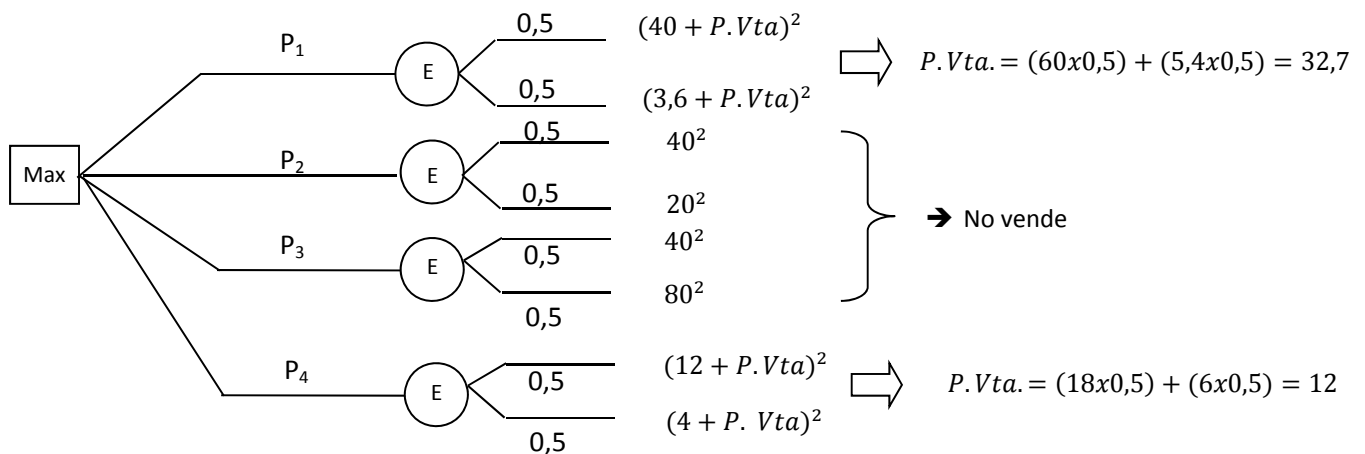 0,5 (40 + P.Vta)²
P₁ E P.Vta. = (60x0,5) + (5,4x0,5) = 32,7
0,5 (3,6 + P.Vta)²
0,5 40²
Max P₂ E
0,5 20²
➔ No vende
P₃ E 0,5 40²
0,5 80²
P₄ E 0,5 (12 + P.Vta)² P.Vta. = (18x0,5) + (6x0,5) = 12
0,5 (4 + P. Vta)²